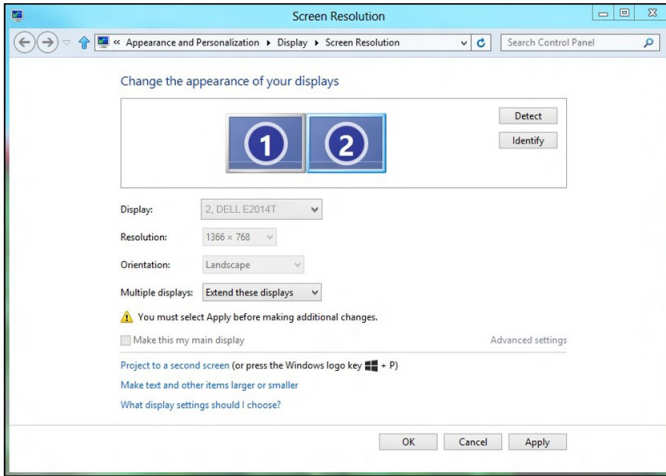 Screen Resolution
« Appearance and Personalization ▸ Display ▸ Screen Resolution
Search Control Panel
Change the appearance of your displays
1
2
Detect
Identify
Display: 2, DELL E2014T
Resolution: 1366 × 768
Orientation: Landscape
Multiple displays: Extend these displays
You must select Apply before making additional changes.
Make this my main display
Advanced settings
Project to a second screen (or press the Windows logo key + P)
Make text and other items larger or smaller
What display settings should I choose?
OK
Cancel
Apply